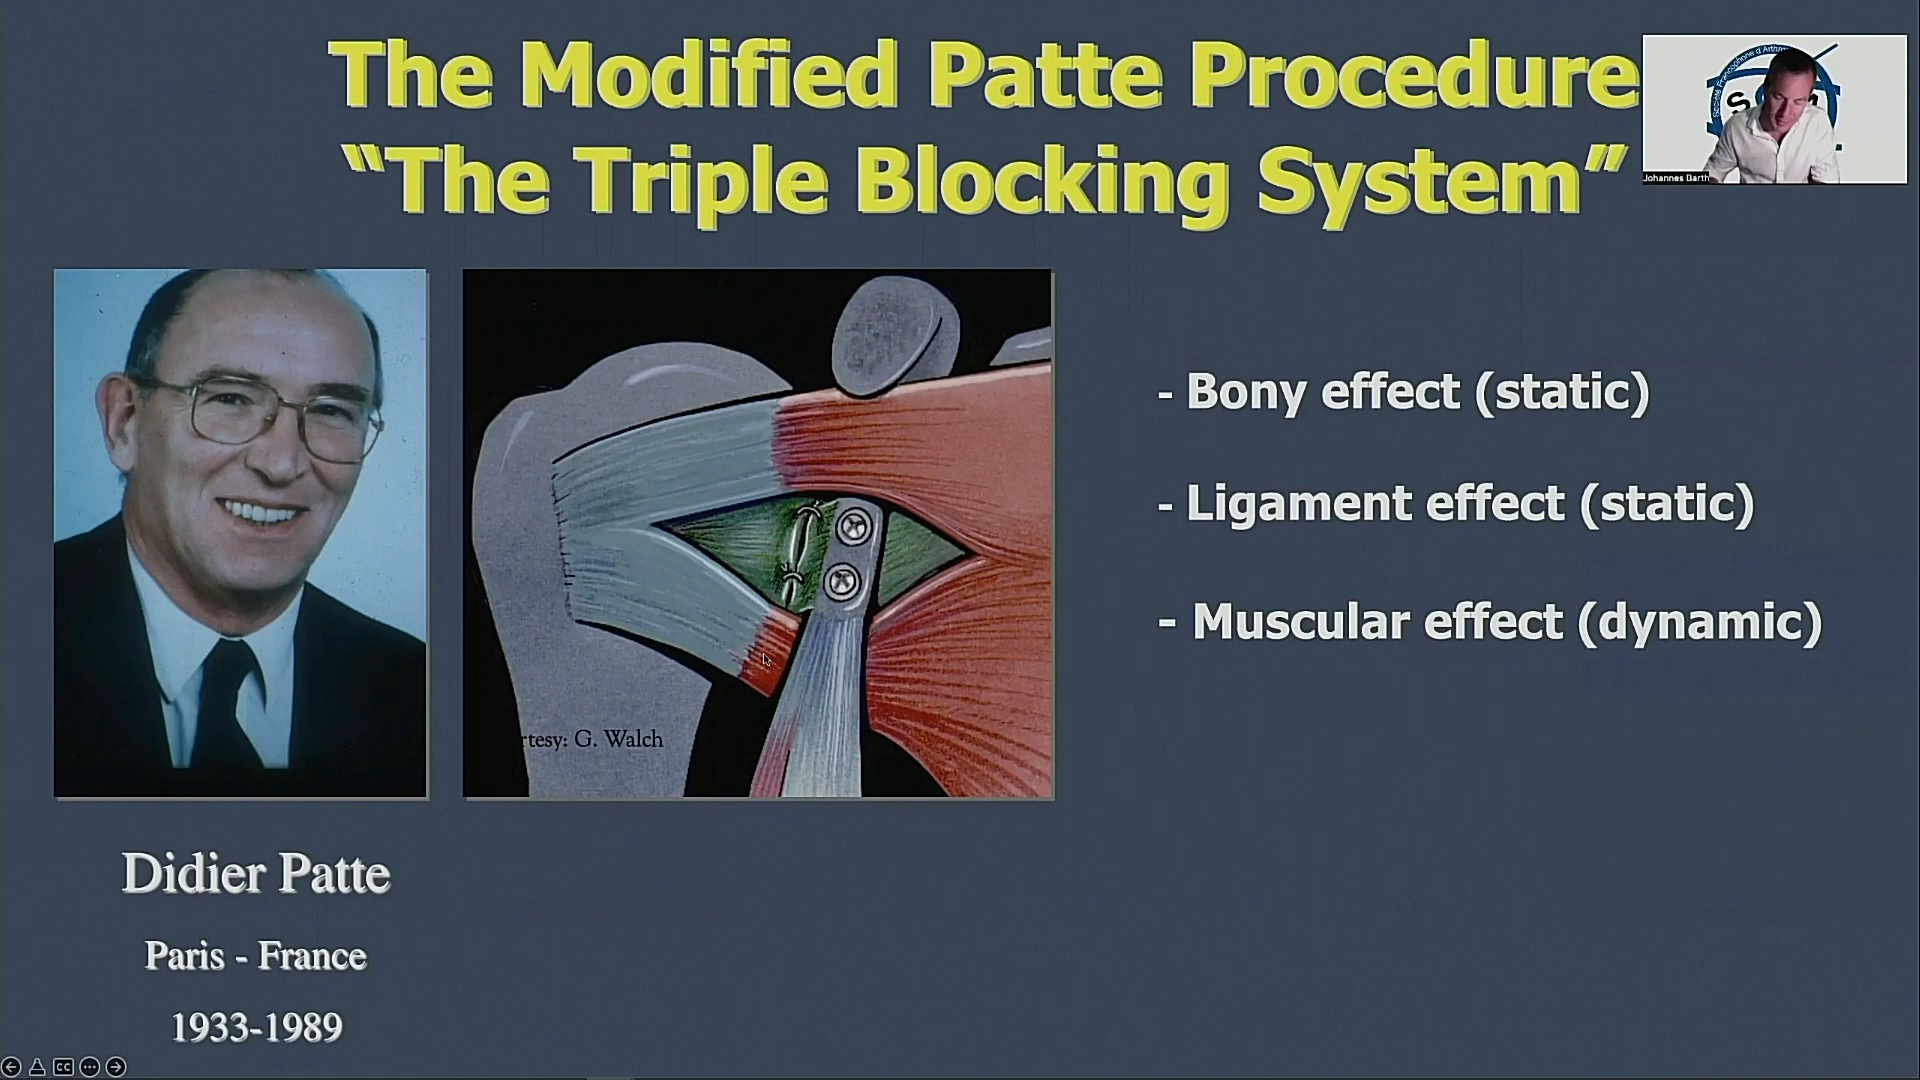 The Modified Patte Procedure
“The Triple Blocking System”
Johannes Barth
- Bony effect (static)
- Ligament effect (static)
- Muscular effect (dynamic)
rtesy: G. Walch
Didier Patte
Paris - France
1933-1989
CC